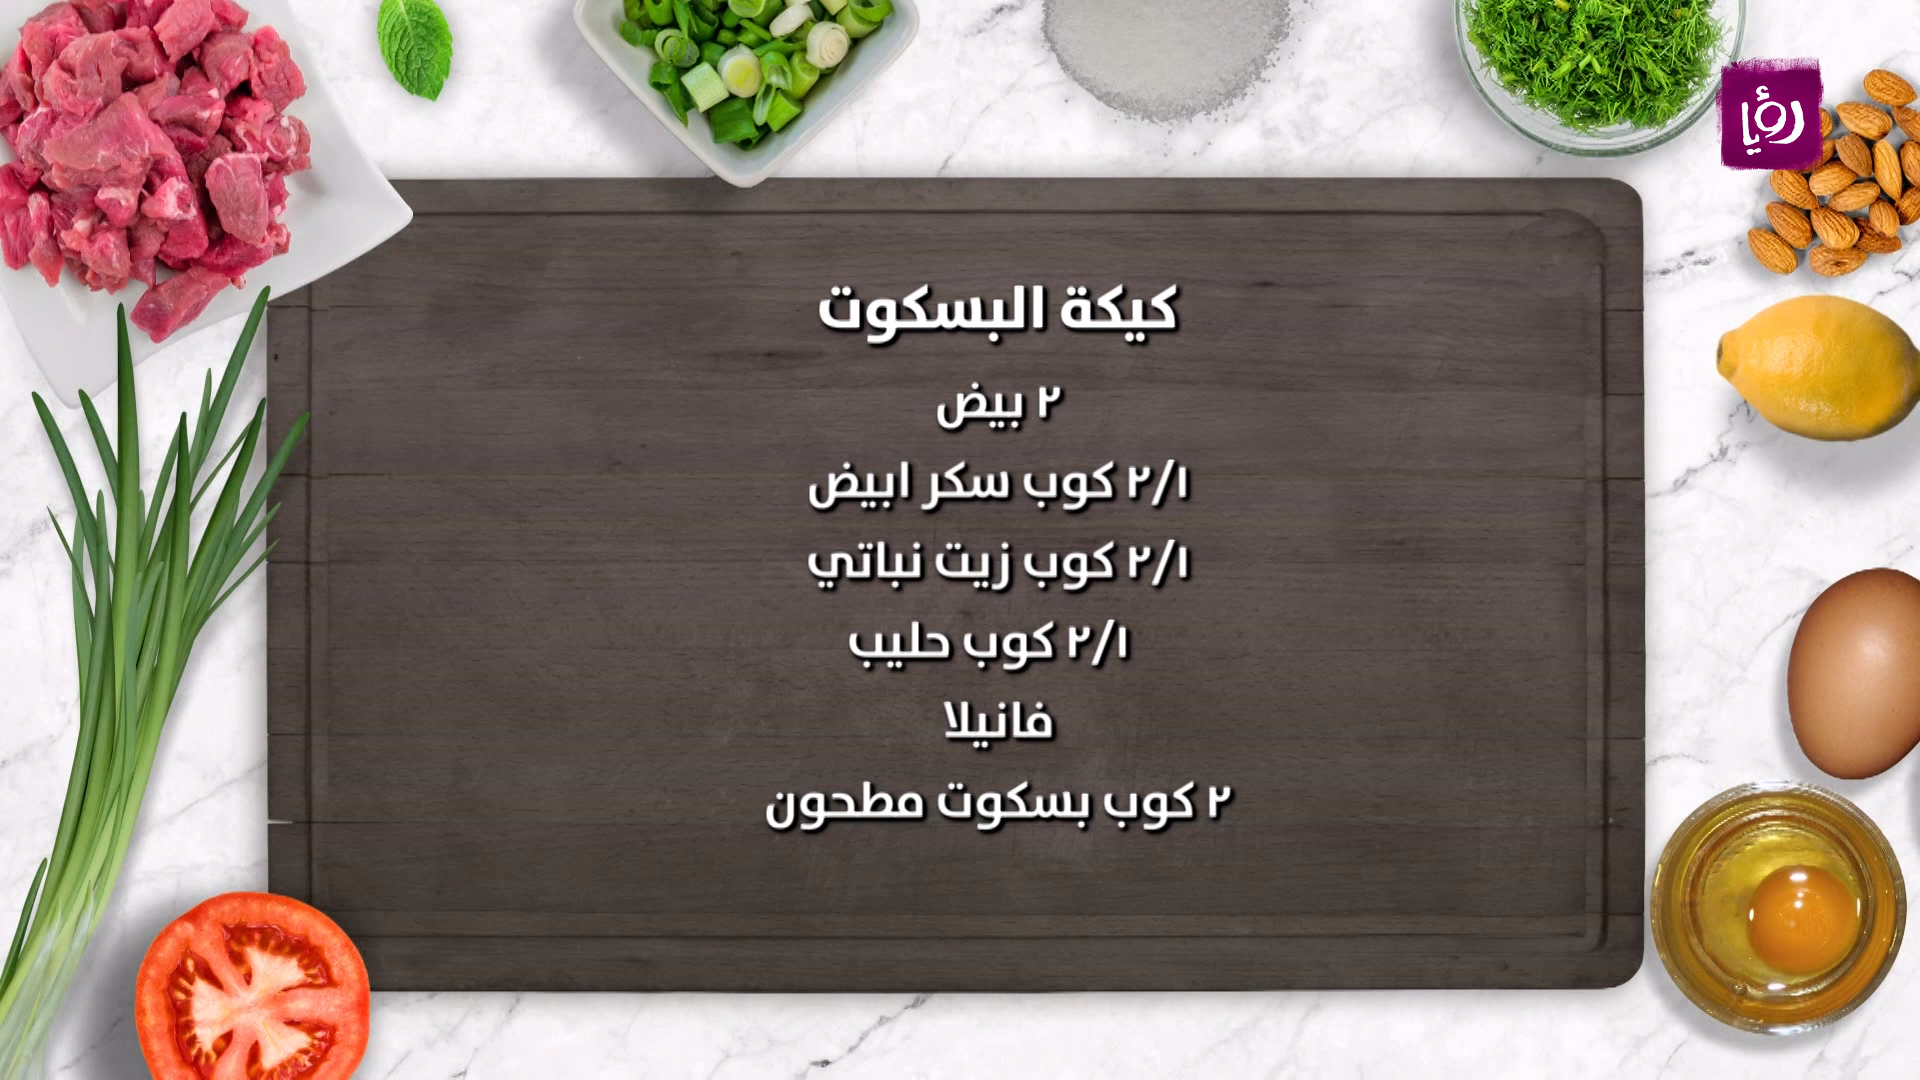 رؤيا
كيكة البسكوت
٢ بيض
٢/١ كوب سكر ابيض
٢/١ كوب زيت نباتي
٢/١ كوب حليب
فانيلا
٢ كوب بسكوت مطحون